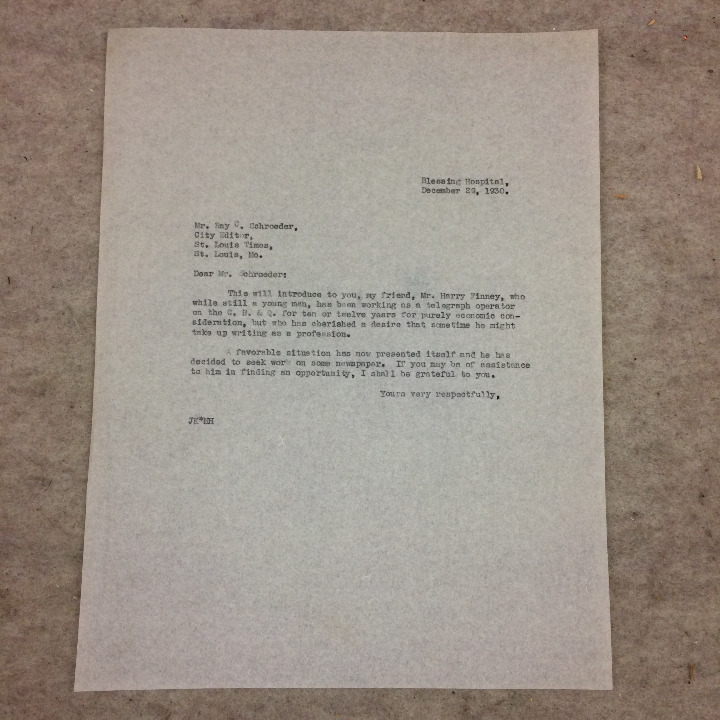 Blessing Hospital,
December 26, 1930.
Mr. Ray C. Schroeder,
City Editor,
St. Louis Times,
St. Louis, Mo.
Dear Mr. Schroeder:
This will introduce to you, my friend, Mr. Harry Finney, who
while still a young man, has been working as a telegraph operator
on the C. B. & Q. for ten or twelve years for purely economic con-
sideration, but who has cherished a desire that sometime he might
take up writing as a profession.
A favorable situation has now presented itself and he has
decided to seek work on some newspaper. If you may be of assistance
to him in finding an opportunity, I shall be grateful to you.
Yours very respectfully,